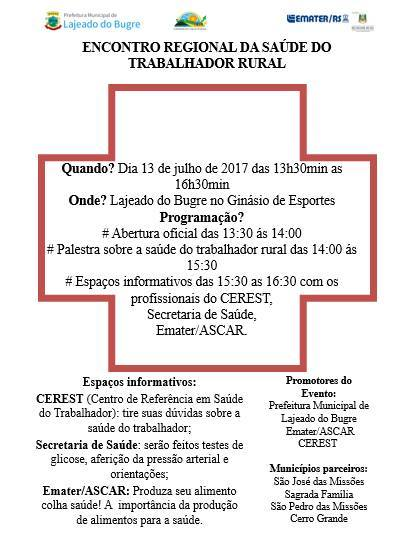 Prefeitura Municipal de
Lajeado do Bugre
EMATER/RS
ENCONTRO REGIONAL DA SAÚDE DO
TRABALHADOR RURAL
Quando? Dia 13 de julho de 2017 das 13h30min as
16h30min
Onde? Lajeado do Bugre no Ginásio de Esportes
Programação?
# Abertura oficial das 13:30 ás 14:00
# Palestra sobre a saúde do trabalhador rural das 14:00 ás
15:30
# Espaços informativos das 15:30 as 16:30 com os
profissionais do CEREST,
Secretaria de Saúde,
Emater/ASCAR.
Espaços informativos:
CEREST (Centro de Referência em Saúde
do Trabalhador): tire suas dúvidas sobre a
saúde do trabalhador;
Secretaria de Saúde: serão feitos testes de
glicose, aferição da pressão arterial e
orientações;
Emater/ASCAR: Produza seu alimento
colha saúde! A importância da produção
de alimentos para a saúde.
Promotores do
Evento:
Prefeitura Municipal de
Lajeado do Bugre
Emater/ASCAR
CEREST
Municípios parceiros:
São José das Missões
Sagrada Família
São Pedro das Missões
Cerro Grande